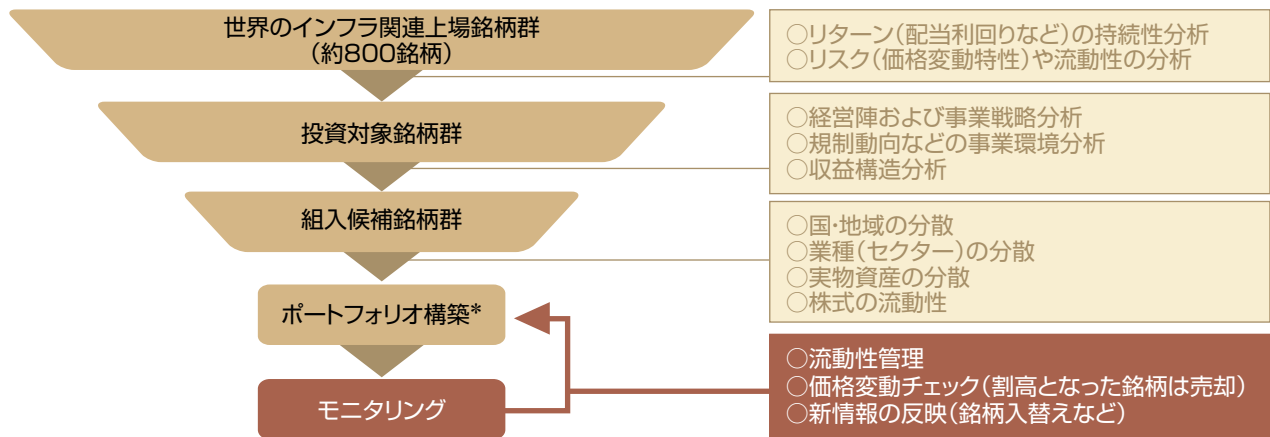 世界のインフラ関連上場銘柄群
(約800銘柄)
○リターン(配当利回りなど)の持続性分析
○リスク(価格変動特性)や流動性の分析
投資対象銘柄群
○経営陣および事業戦略分析
○規制動向などの事業環境分析
○収益構造分析
組入候補銘柄群
○国・地域の分散
○業種(セクター)の分散
○実物資産の分散
○株式の流動性
ポートフォリオ構築*
モニタリング
○流動性管理
○価格変動チェック(割高となった銘柄は売却)
○新情報の反映(銘柄入替えなど)